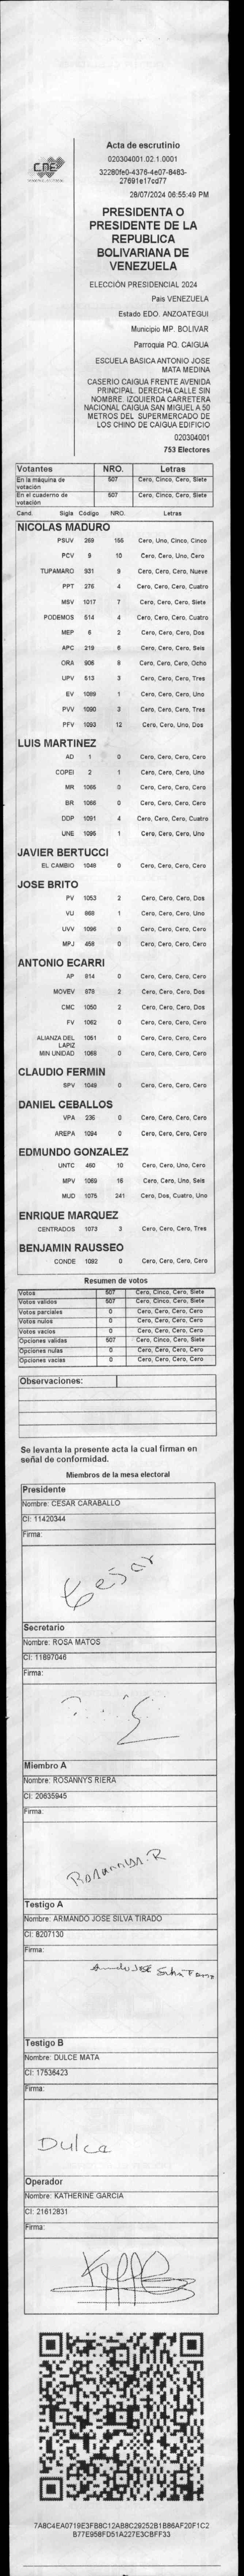 CNE
Acta de escrutinio
020304001.02.1.0001
32280fe0-4376-4e07-8483-
27691e17cd77
28/07/2024 06:55:49 PM
PRESIDENTA O
PRESIDENTE DE LA
REPUBLICA
BOLIVARIANA DE
VENEZUELA
ELECCIÓN PRESIDENCIAL 2024
Pais VENEZUELA
Estado EDO. ANZOATEGUI
Municipio MP. BOLIVAR
Parroquia PQ. CAIGUA
ESCUELA BASICA ANTONIO JOSE
MATA MEDINA
CASERIO CAIGUA FRENTE AVENIDA
PRINCIPAL. DERECHA CALLE SIN
NOMBRE. IZQUIERDA CARRETERA
NACIONAL CAIGUA SAN MIGUEL A 50
METROS DEL SUPERMERCADO DE
LOS CHINO DE CAIGUA EDIFICIO
020304001
753 Electores
Votantes NRO. Letras
En la máquina de votación 507 Cero, Cinco, Cero, Siete
En el cuaderno de votación 507 Cero, Cinco, Cero, Siete
Cand. Sigla Codigo NRO. Letras
NICOLAS MADURO
PSUV 269 155 Cero, Uno, Cinco, Cinco
PCV 9 10 Cero, Cero, Uno, Cero
TUPAMARO 931 9 Cero, Cero, Cero, Nueve
PPT 276 4 Cero, Cero, Cero, Cuatro
MSV 1017 7 Cero, Cero, Cero, Siete
PODEMOS 514 4 Cero, Cero, Cero, Cuatro
MEP 6 2 Cero, Cero, Cero, Dos
APC 219 6 Cero, Cero, Cero, Seis
ORA 906 8 Cero, Cero, Cero, Ocho
UPV 613 3 Cero, Cero, Cero, Tres
EV 1089 1 Cero, Cero, Cero, Uno
PVV 1090 3 Cero, Cero, Cero, Tres
PFV 1093 12 Cero, Cero, Uno, Dos
LUIS MARTINEZ
AD 1 0 Cero, Cero, Cero, Cero
COPEI 2 1 Cero, Cero, Cero, Uno
MR 1065 0 Cero, Cero, Cero, Cero
BR 1066 0 Cero, Cero, Cero, Cero
DDP 1091 4 Cero, Cero, Cero, Cuatro
UNE 1095 1 Cero, Cero, Cero, Uno
JAVIER BERTUCCI
EL CAMBIO 1048 0 Cero, Cero, Cero, Cero
JOSE BRITO
PV 1053 2 Cero, Cero, Cero, Dos
VU 868 1 Cero, Cero, Cero, Uno
UVV 1096 0 Cero, Cero, Cero, Cero
MPJ 458 0 Cero, Cero, Cero, Cero
ANTONIO ECARRI
AP 814 0 Cero, Cero, Cero, Cero
MOVEV 878 2 Cero, Cero, Cero, Dos
CMC 1050 2 Cero, Cero, Cero, Dos
FV 1082 0 Cero, Cero, Cero, Cero
ALIANZA DEL LAPIZ 1051 0 Cero, Cero, Cero, Cero
MIN UNIDAD 1068 0 Cero, Cero, Cero, Cero
CLAUDIO FERMIN
SPV 1049 0 Cero, Cero, Cero, Cero
DANIEL CEBALLOS
VPA 236 0 Cero, Cero, Cero, Cero
AREPA 1094 0 Cero, Cero, Cero, Cero
EDMUNDO GONZALEZ
UNTC 460 10 Cero, Cero, Uno, Cero
MPV 1069 16 Cero, Cero, Uno, Seis
MUD 1075 241 Cero, Dos, Cuatro, Uno
ENRIQUE MARQUEZ
CENTRADOS 1073 3 Cero, Cero, Cero, Tres
BENJAMIN RAUSSEO
CONDE 1092 0 Cero, Cero, Cero, Cero
Resumen de votos
Votos 507 Cero, Cinco, Cero, Siete
Votos validos 507 Cero, Cinco, Cero, Siete
Votos parciales 0 Cero, Cero, Cero, Cero
Votos nulos 0 Cero, Cero, Cero, Cero
Votos vacios 0 Cero, Cero, Cero, Cero
Opciones validas 507 Cero, Cinco, Cero, Siete
Opciones nulas 0 Cero, Cero, Cero, Cero
Opciones vacias 0 Cero, Cero, Cero, Cero
Observaciones:
Se levanta la presente acta la cual firman en
señal de conformidad.
Miembros de la mesa electoral
Presidente
Nombre: CESAR CARABALLO
CI: 11420344
Firma:
Cesar
Secretario
Nombre: ROSA MATOS
CI: 11897046
Firma:
Miembro A
Nombre: ROSANNYS RIERA
CI: 20635945
Firma:
Rosannys. R
Testigo A
Nombre: ARMANDO JOSE SILVA TIRADO
CI: 8207130
Firma:
Armando José Silva
Testigo B
Nombre: DULCE MATA
CI: 17536423
Firma:
Dulce
Operador
Nombre: KATHERINE GARCIA
CI: 21612831
Firma:
7A8C4EA0719E3FB8C12AB8C29252B1B86AF20F1C2
B77E958FD51A227E3CBFF33